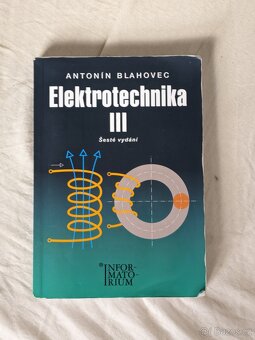 ANTONÍN BLAHOVEC
Elektrotechnika
III
Šesté vydání
INFOR-
MATO-
RIUM